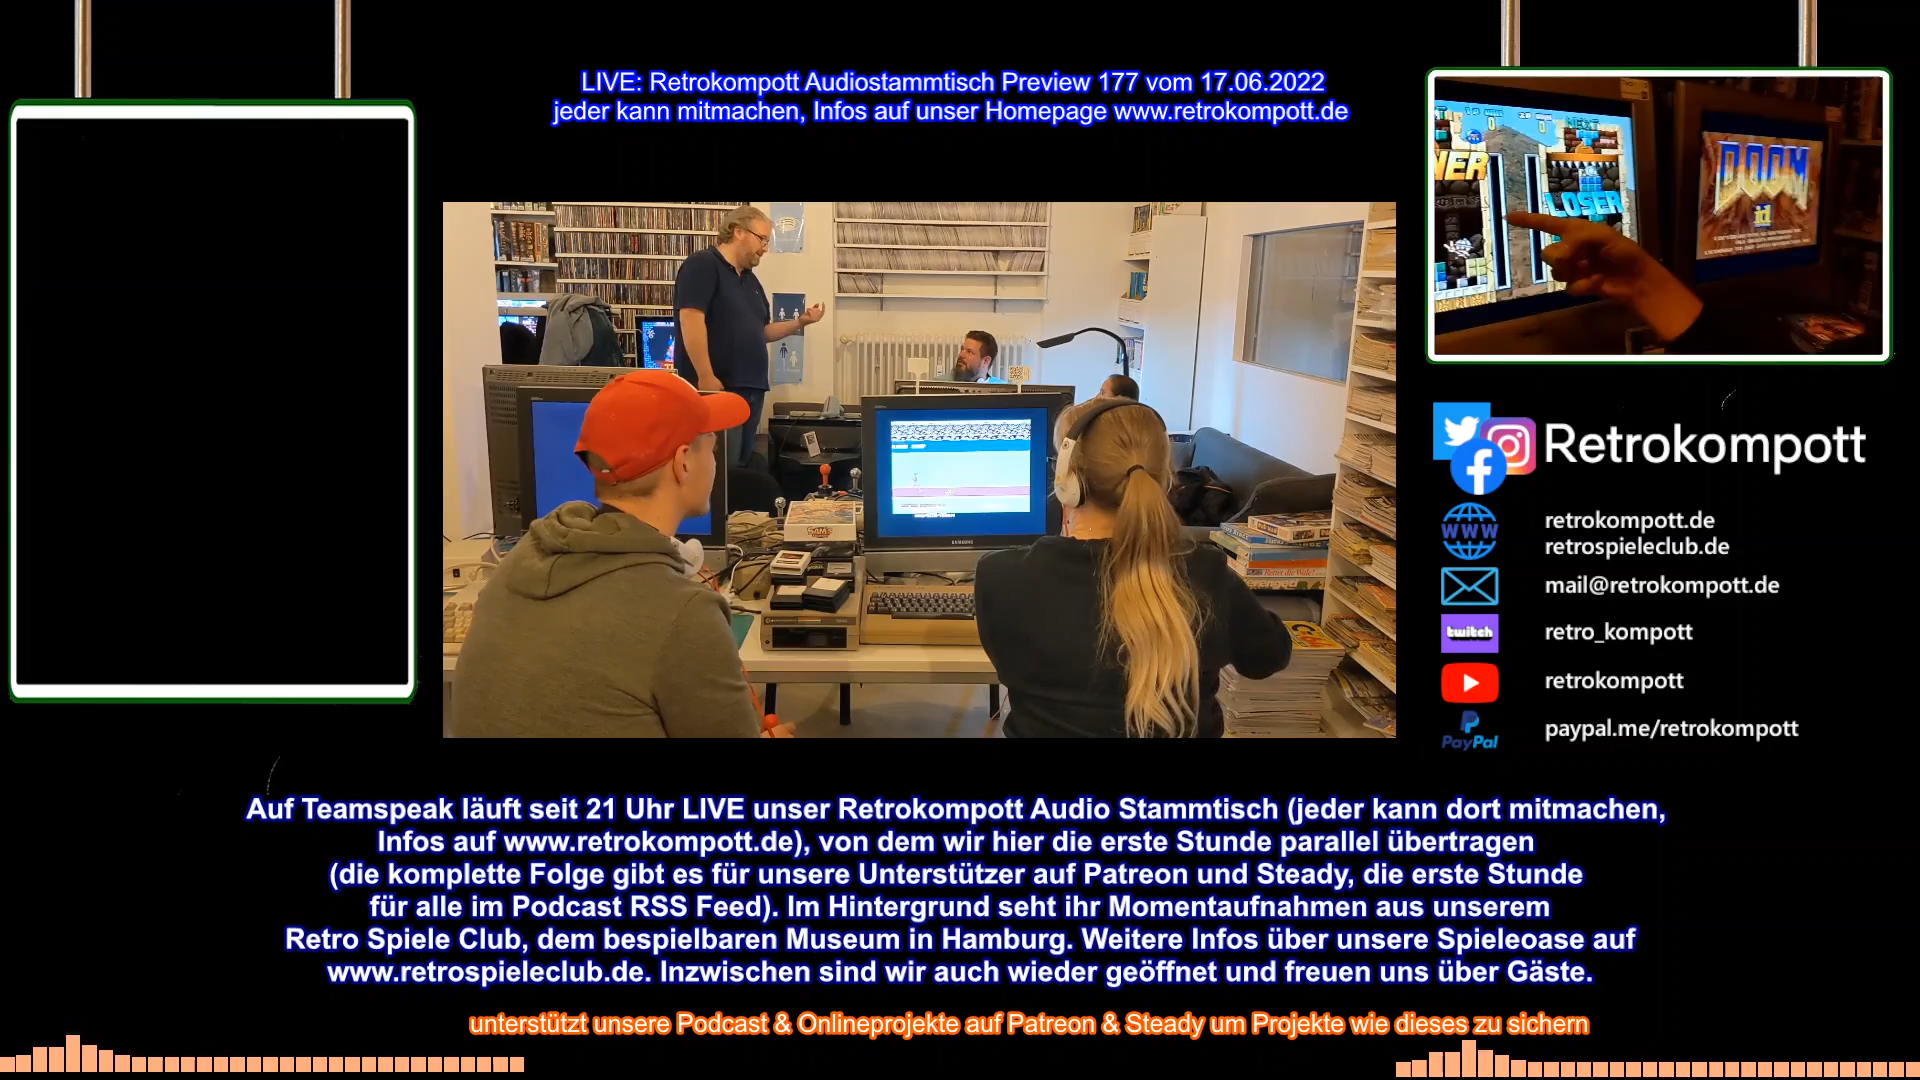 LIVE: Retrokompott Audiostammtisch Preview 177 vom 17.06.2022
jeder kann mitmachen, Infos auf unser Homepage www.retrokompott.de
NEXT
NER
LOSER
DOOM
id
SAMSUNG
Retrokompott
WWW
retrokompott.de
retrospieleclub.de
mail@retrokompott.de
twitch
retro_kompott
retrokompott
PayPal
paypal.me/retrokompott
Auf Teamspeak läuft seit 21 Uhr LIVE unser Retrokompott Audio Stammtisch (jeder kann dort mitmachen,
Infos auf www.retrokompott.de), von dem wir hier die erste Stunde parallel übertragen
(die komplette Folge gibt es für unsere Unterstützer auf Patreon und Steady, die erste Stunde
für alle im Podcast RSS Feed). Im Hintergrund seht ihr Momentaufnahmen aus unserem
Retro Spiele Club, dem bespielbaren Museum in Hamburg. Weitere Infos über unsere Spieleoase auf
www.retrospieleclub.de. Inzwischen sind wir auch wieder geöffnet und freuen uns über Gäste.
unterstützt unsere Podcast & Onlineprojekte auf Patreon & Steady um Projekte wie dieses zu sichern